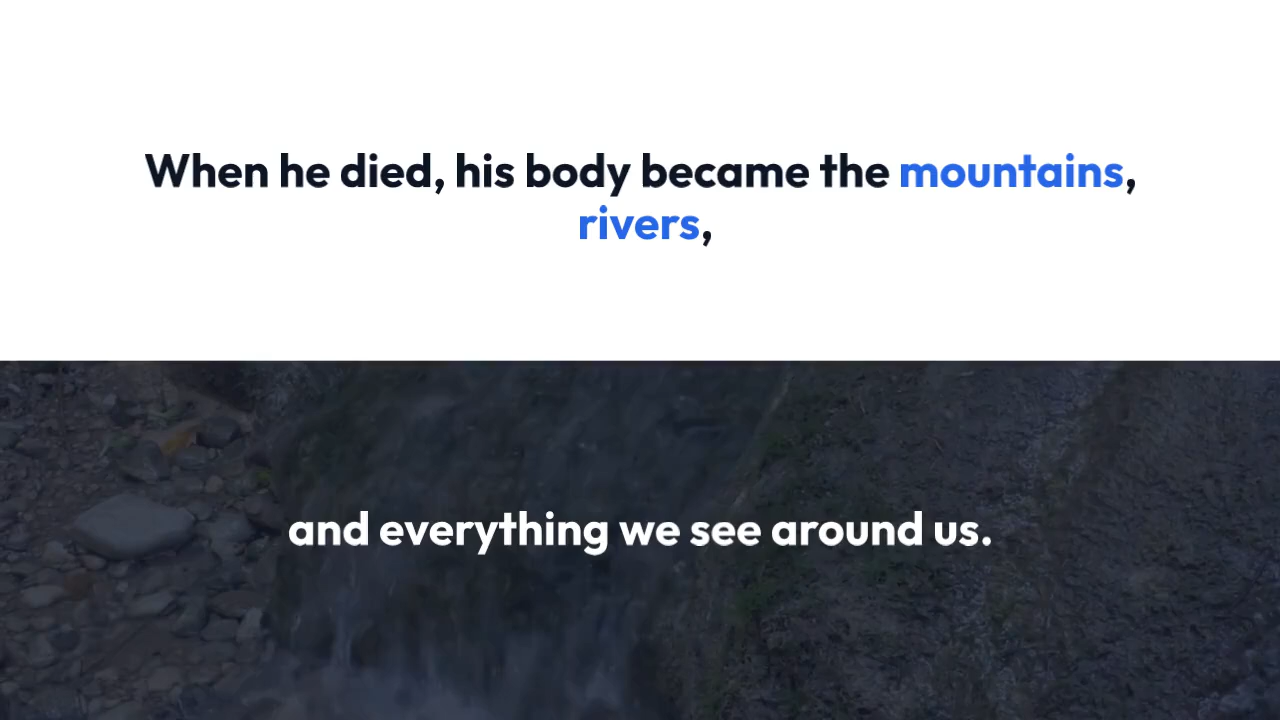 When he died, his body became the mountains,
rivers,
and everything we see around us.